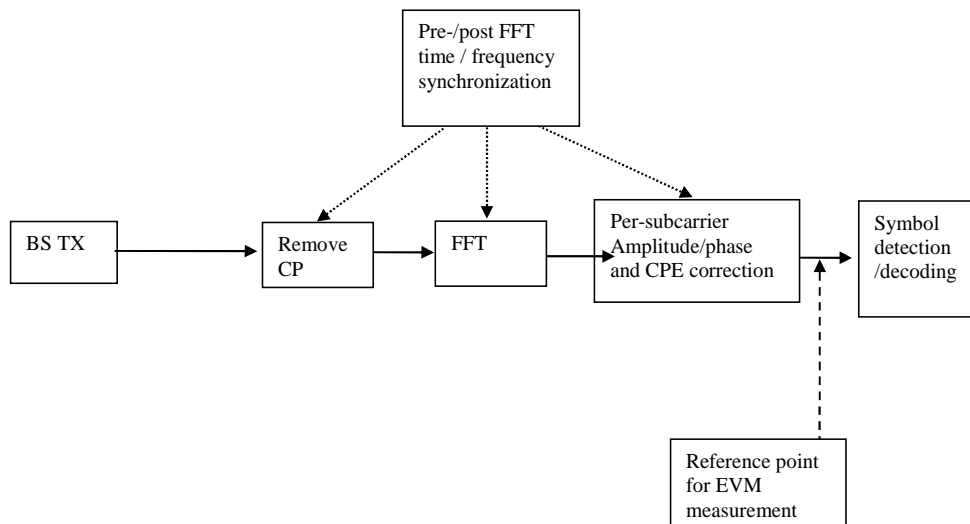 Pre-/post FFT
time / frequency
synchronization
BS TX
Remove
CP
FFT
Per-subcarrier
Amplitude/phase
and CPE correction
Symbol
detection
/decoding
Reference point
for EVM
measurement